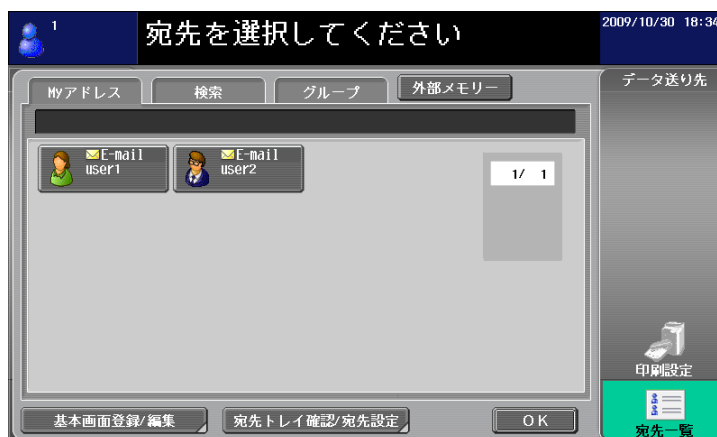 1
宛先を選択してください
2009/10/30 18:34
Myアドレス
検索
グループ
外部メモリー
データ送り先
E-mail
user1
E-mail
user2
1/ 1
印刷設定
基本画面登録/編集
宛先トレイ確認/宛先設定
OK
宛先一覧